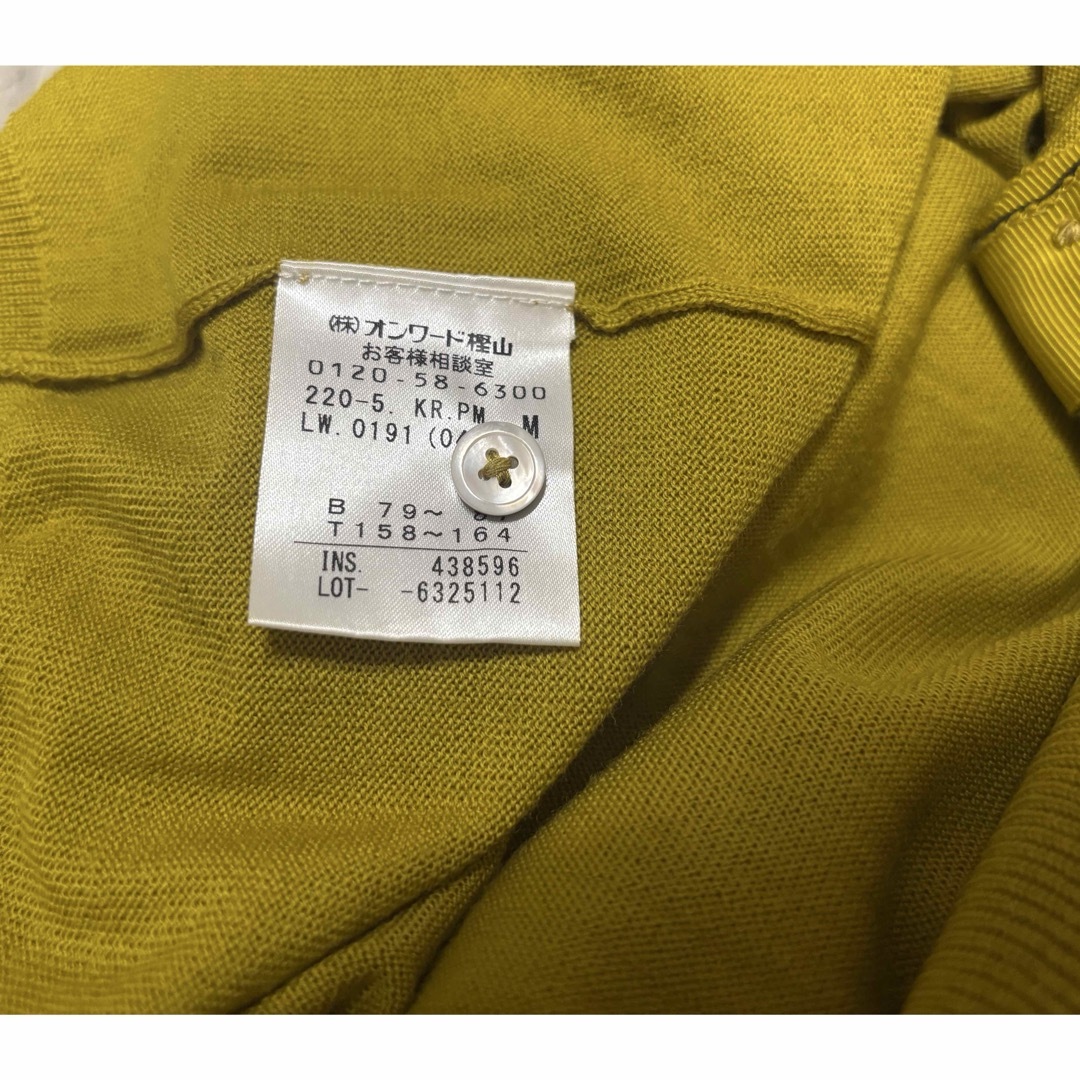 (株)オンワード樫山
お客様相談室
0120-58-6300
220-5. KR.PM M
LW.0191
B 79～
T158～164
INS. 438596
LOT- -6325112